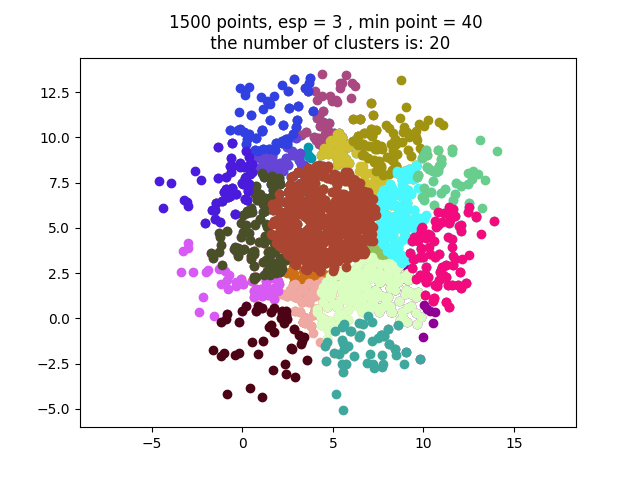 1500 points, esp = 3 , min point = 40
the number of clusters is: 20
12.5
10.0
7.5
5.0
2.5
0.0
−2.5
−5.0
−5 0 5 10 15